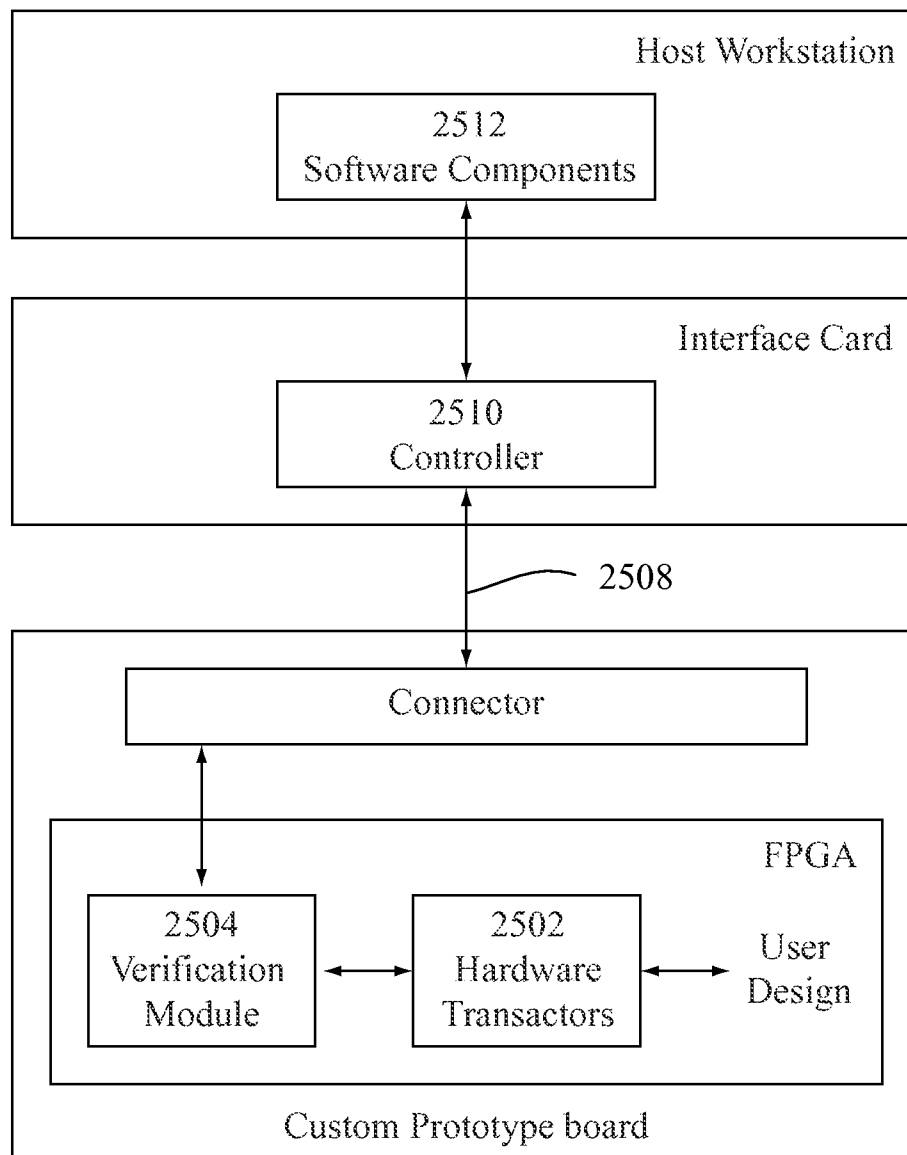 Host Workstation
2512
Software Components
Interface Card
2510
Controller
2508
Connector
FPGA
2504
Verification
Module
2502
Hardware
Transactors
User
Design
Custom Prototype board